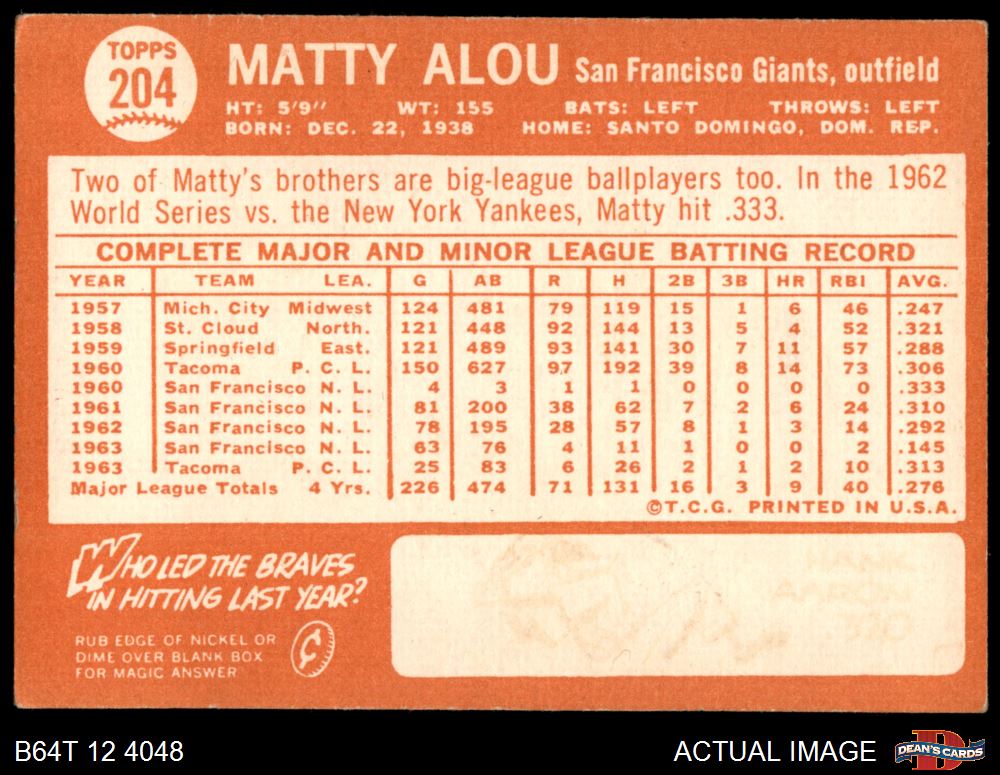 TOPPS
204
MATTY ALOU San Francisco Giants, outfield
HT: 5'9" WT: 155 BATS: LEFT THROWS: LEFT
BORN: DEC. 22, 1938 HOME: SANTO DOMINGO, DOM. REP.
Two of Matty's brothers are big-league ballplayers too. In the 1962
World Series vs. the New York Yankees, Matty hit .333.
COMPLETE MAJOR AND MINOR LEAGUE BATTING RECORD
YEAR TEAM LEA. G AB R H 2B 3B HR RBI AVG.
1957 Mich. City Midwest 124 481 79 119 15 1 6 46 .247
1958 St. Cloud North. 121 448 92 144 13 5 4 52 .321
1959 Springfield East. 121 489 93 141 30 7 11 57 .288
1960 Tacoma P. C. L. 150 627 97 192 39 8 14 73 .306
1960 San Francisco N. L. 4 3 1 1 0 0 0 0 .333
1961 San Francisco N. L. 81 200 38 62 7 2 6 24 .310
1962 San Francisco N. L. 78 195 28 57 8 1 3 14 .292
1963 San Francisco N. L. 63 76 4 11 1 0 0 2 .145
1963 Tacoma P. C. L. 25 83 6 26 2 1 2 10 .313
Major League Totals 4 Yrs. 226 474 71 131 16 3 9 40 .276
©T.C.G. PRINTED IN U.S.A.
WHO LED THE BRAVES
IN HITTING LAST YEAR?
RUB EDGE OF NICKEL OR
DIME OVER BLANK BOX
FOR MAGIC ANSWER
¢
B64T 12 4048
ACTUAL IMAGE
DEAN'S CARDS